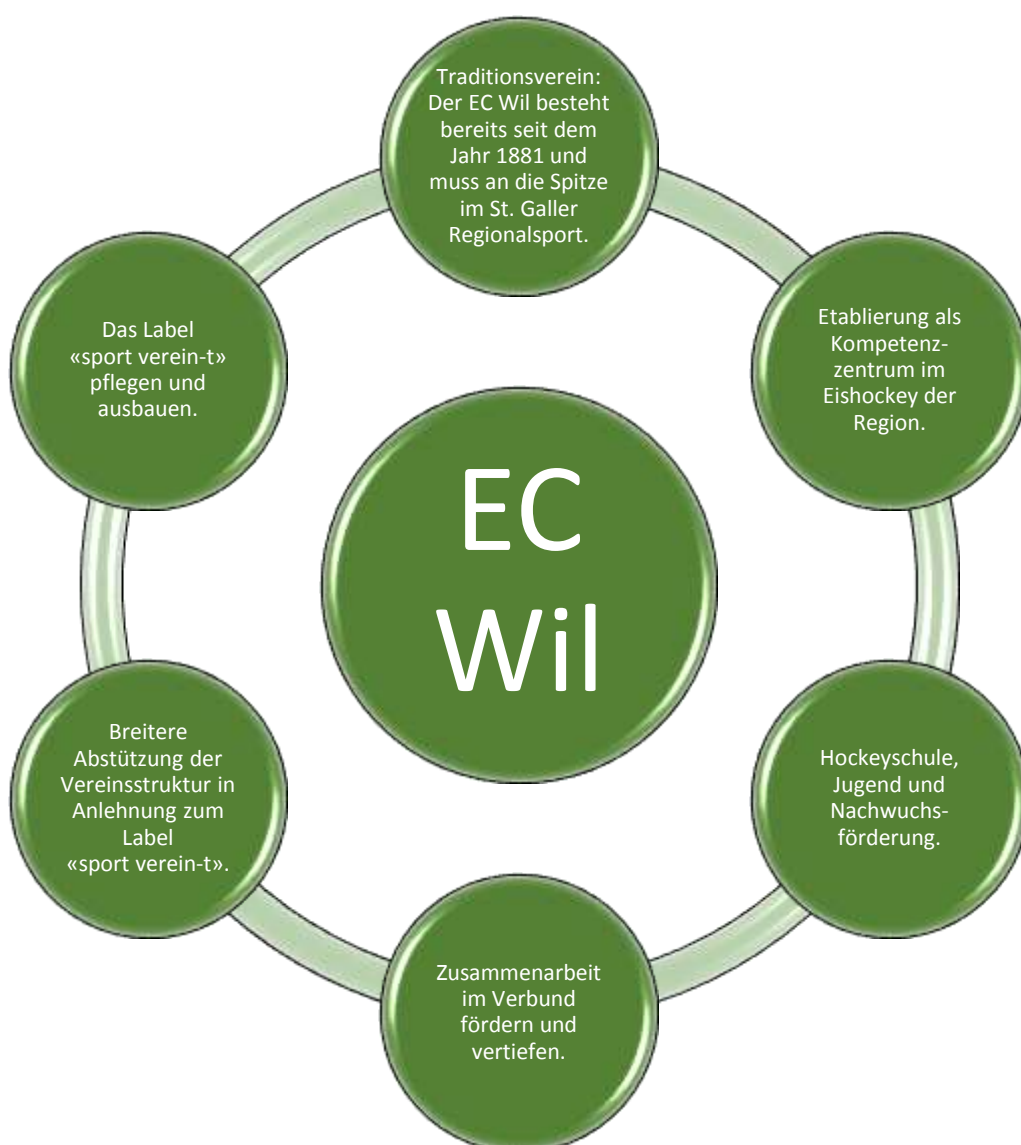 Traditionsverein:
Der EC Wil besteht
bereits seit dem
Jahr 1881 und
muss an die Spitze
im St. Galler
Regionalsport.
Etablierung als
Kompetenz-
zentrum im
Eishockey der
Region.
Hockeyschule,
Jugend und
Nachwuchs-
förderung.
Zusammenarbeit
im Verbund
fördern und
vertiefen.
Breitere
Abstützung der
Vereinsstruktur in
Anlehnung zum
Label
«sport verein-t».
Das Label
«sport verein-t»
pflegen und
ausbauen.
EC
Wil